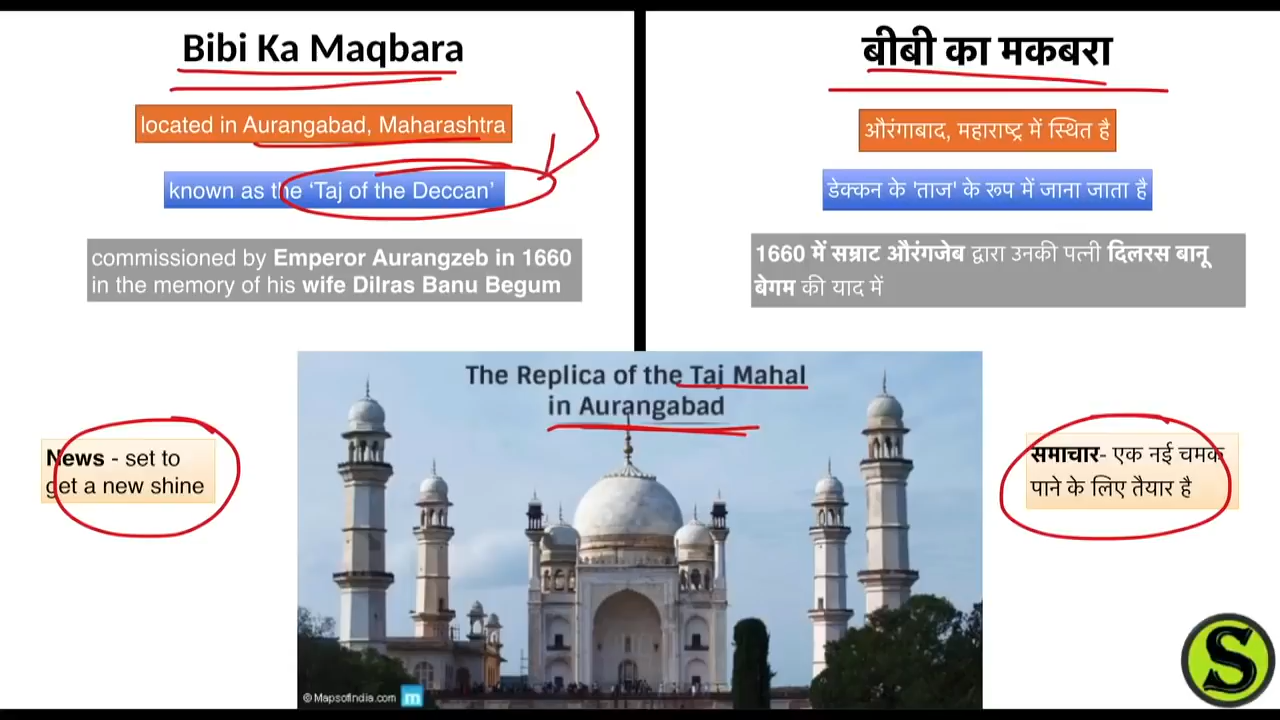 Bibi Ka Maqbara
located in Aurangabad, Maharashtra
known as the ‘Taj of the Deccan’
commissioned by Emperor Aurangzeb in 1660
in the memory of his wife Dilras Banu Begum
News - set to
get a new shine
बीबी का मकबरा
औरंगाबाद, महाराष्ट्र में स्थित है
डेक्कन के 'ताज' के रूप में जाना जाता है
1660 में सम्राट औरंगजेब द्वारा उनकी पत्नी दिलरस बानू
बेगम की याद में
समाचार- एक नई चमक
पाने के लिए तैयार है
The Replica of the Taj Mahal
in Aurangabad
© MapsofIndia.com m
S